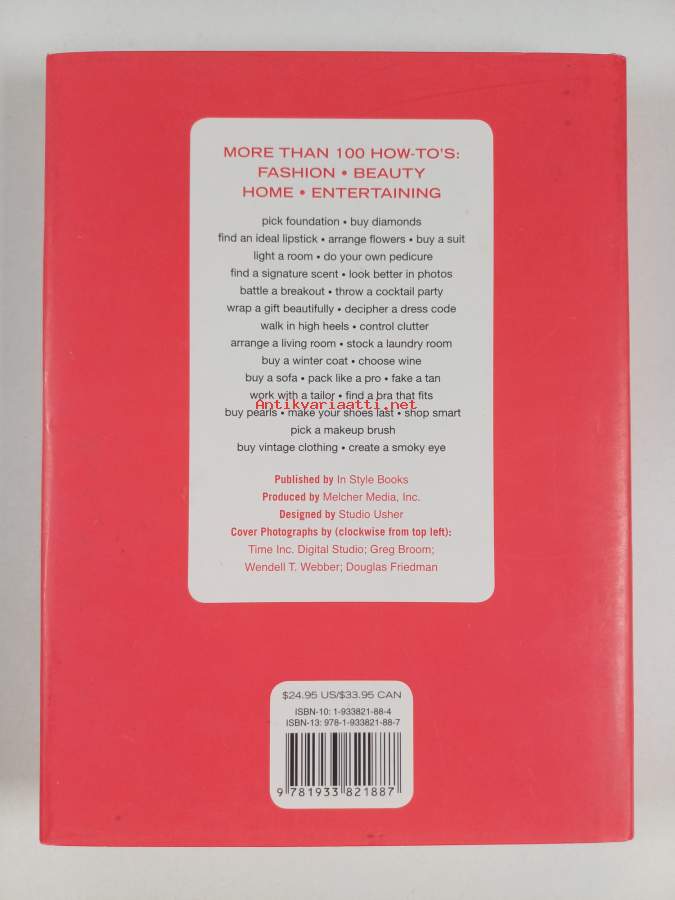 MORE THAN 100 HOW-TO'S:
FASHION • BEAUTY
HOME • ENTERTAINING
pick foundation • buy diamonds
find an ideal lipstick • arrange flowers • buy a suit
light a room • do your own pedicure
find a signature scent • look better in photos
battle a breakout • throw a cocktail party
wrap a gift beautifully • decipher a dress code
walk in high heels • control clutter
arrange a living room • stock a laundry room
buy a winter coat • choose wine
buy a sofa • pack like a pro • fake a tan
work with a tailor • find a bra that fits
Antikvariaatti.net
buy pearls • make your shoes last • shop smart
pick a makeup brush
buy vintage clothing • create a smoky eye
Published by In Style Books
Produced by Melcher Media, Inc.
Designed by Studio Usher
Cover Photographs by (clockwise from top left):
Time Inc. Digital Studio; Greg Broom;
Wendell T. Webber; Douglas Friedman
$24.95 US/$33.95 CAN
ISBN-10: 1-933821-88-4
ISBN-13: 978-1-933821-88-7
9 781933 821887